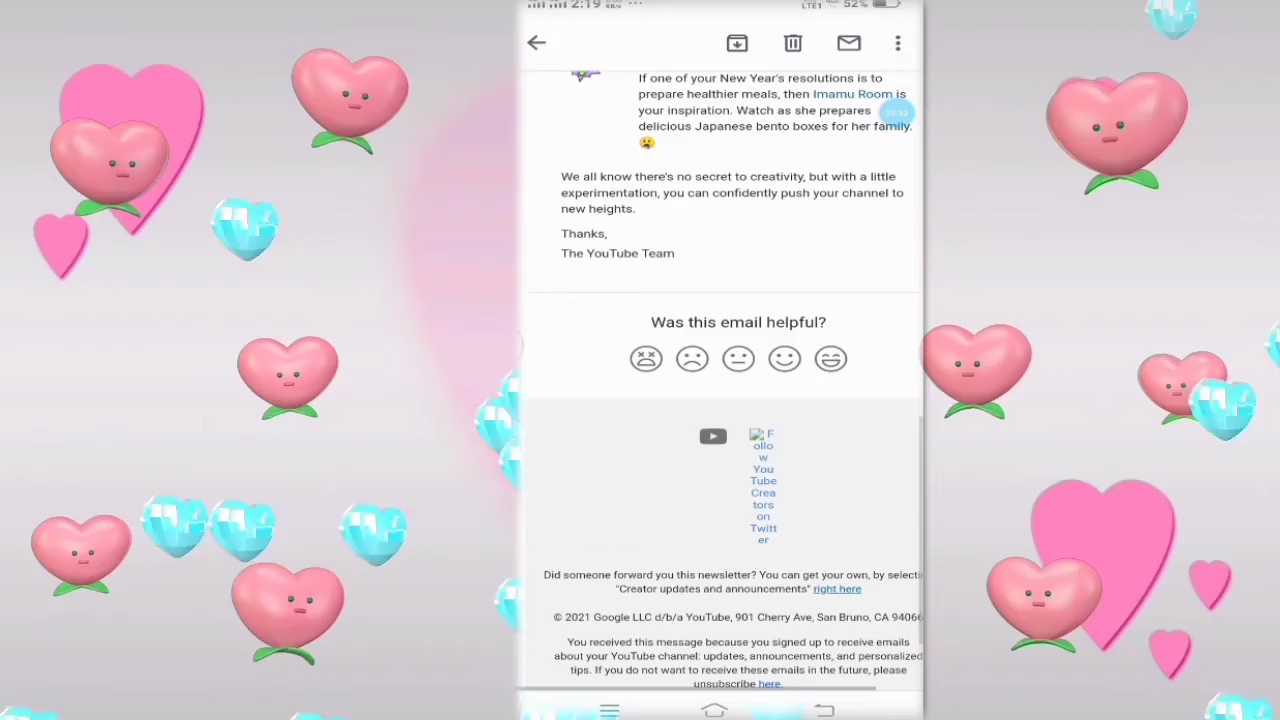 2:19
KB/s ...
LTE1
52%
If one of your New Year's resolutions is to
prepare healthier meals, then Imamu Room is
your inspiration. Watch as she prepares
delicious Japanese bento boxes for her family.
We all know there's no secret to creativity, but with a little
experimentation, you can confidently push your channel to
new heights.
Thanks,
The YouTube Team
Was this email helpful?
F
ollo
w
You
Tube
Crea
tors
on
Twitt
er
Did someone forward you this newsletter? You can get your own, by selecti
"Creator updates and announcements" right here
© 2021 Google LLC d/b/a YouTube, 901 Cherry Ave, San Bruno, CA 94066
You received this message because you signed up to receive emails
about your YouTube channel: updates, announcements, and personalized
tips. If you do not want to receive these emails in the future, please
unsubscribe here.